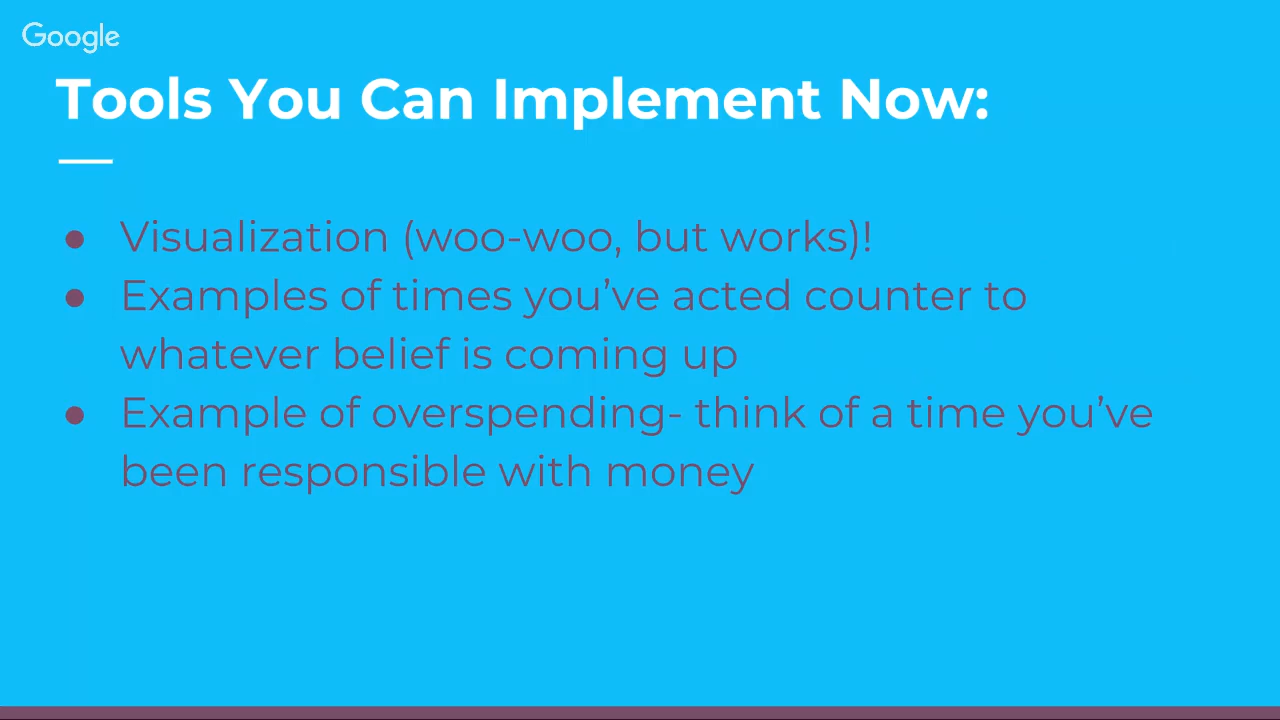 Google
Tools You Can Implement Now:
● Visualization (woo-woo, but works)!
● Examples of times you’ve acted counter to
whatever belief is coming up
● Example of overspending- think of a time you’ve
been responsible with money